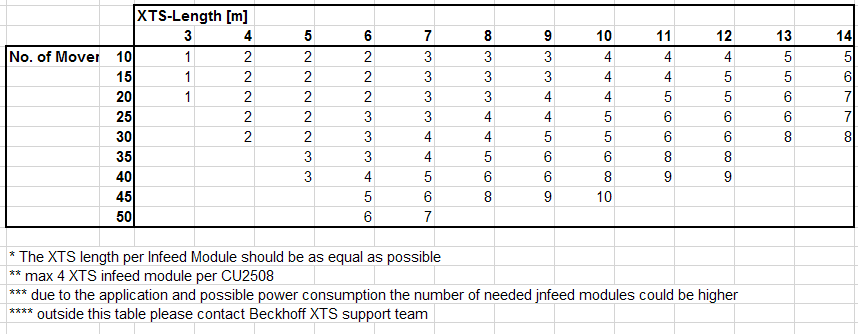 XTS-Length [m]
3 4 5 6 7 8 9 10 11 12 13 14
No. of Mover 10 1 2 2 2 3 3 3 4 4 4 5 5
15 1 2 2 2 3 3 3 4 4 5 5 6
20 1 2 2 2 3 3 4 4 5 5 6 7
25 2 2 3 3 4 4 5 6 6 6 7
30 2 2 3 4 4 5 5 6 6 8 8
35 3 3 4 5 6 6 8 8
40 3 4 5 6 6 8 9 9
45 5 6 8 9 10
50 6 7
* The XTS length per Infeed Module should be as equal as possible
** max 4 XTS infeed module per CU2508
*** due to the application and possible power consumption the number of needed jnfeed modules could be higher
**** outside this table please contact Beckhoff XTS support team